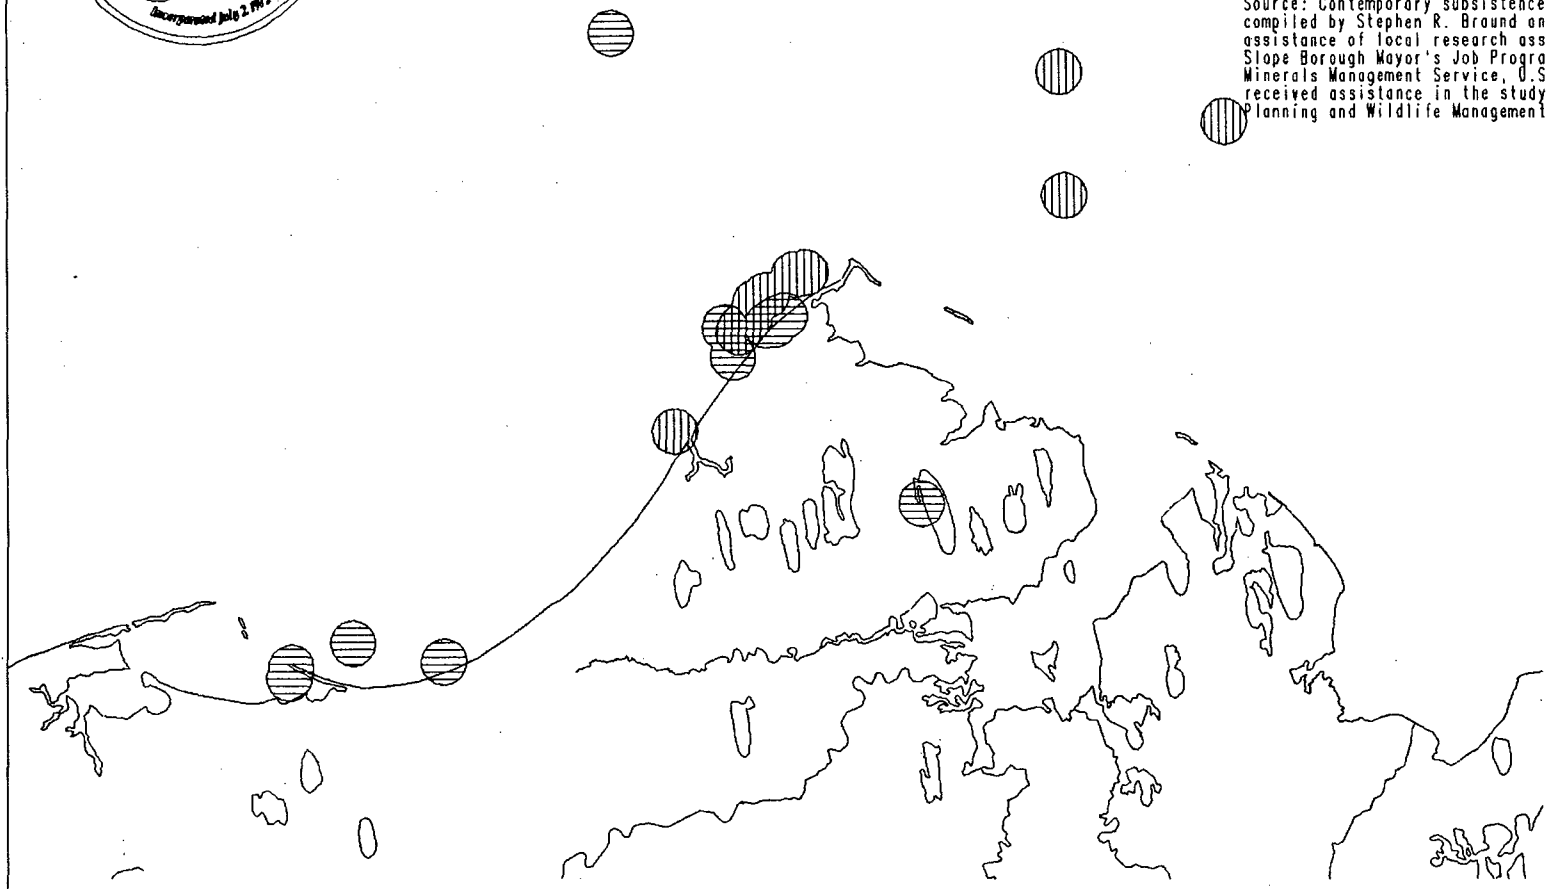 Incorporated July 2, 1972
Source: Contemporary subsistence
compiled by Stephen R. Braund an
assistance of local research ass
Slope Borough Mayor's Job Progra
Minerals Management Service, U.S
received assistance in the study
Planning and Wildlife Management